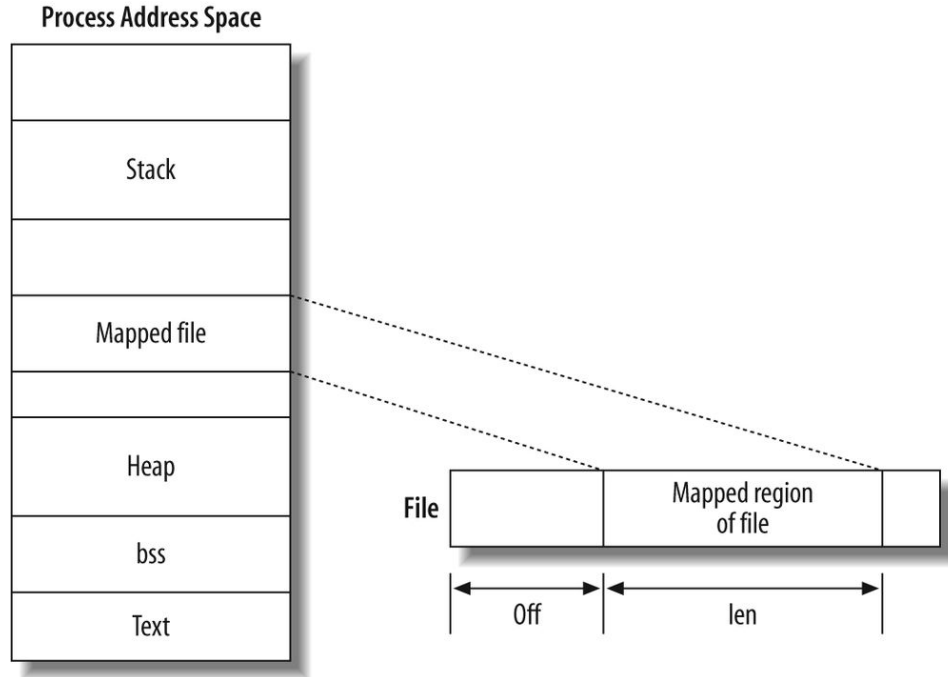 Process Address Space
Stack
Mapped file
Heap
bss
Text
File
Mapped region
of file
Off
len